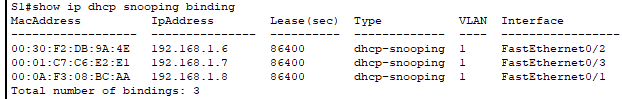 S1#show ip dhcp snooping binding
MacAddress          IpAddress        Lease(sec)  Type           VLAN  Interface
------------------  ---------------  ----------  -------------  ----  -----------------
00:30:F2:DB:9A:4E   192.168.1.6      86400       dhcp-snooping  1     FastEthernet0/2
00:01:C7:C6:E2:E1   192.168.1.7      86400       dhcp-snooping  1     FastEthernet0/3
00:0A:F3:08:BC:AA   192.168.1.8      86400       dhcp-snooping  1     FastEthernet0/1
Total number of bindings: 3